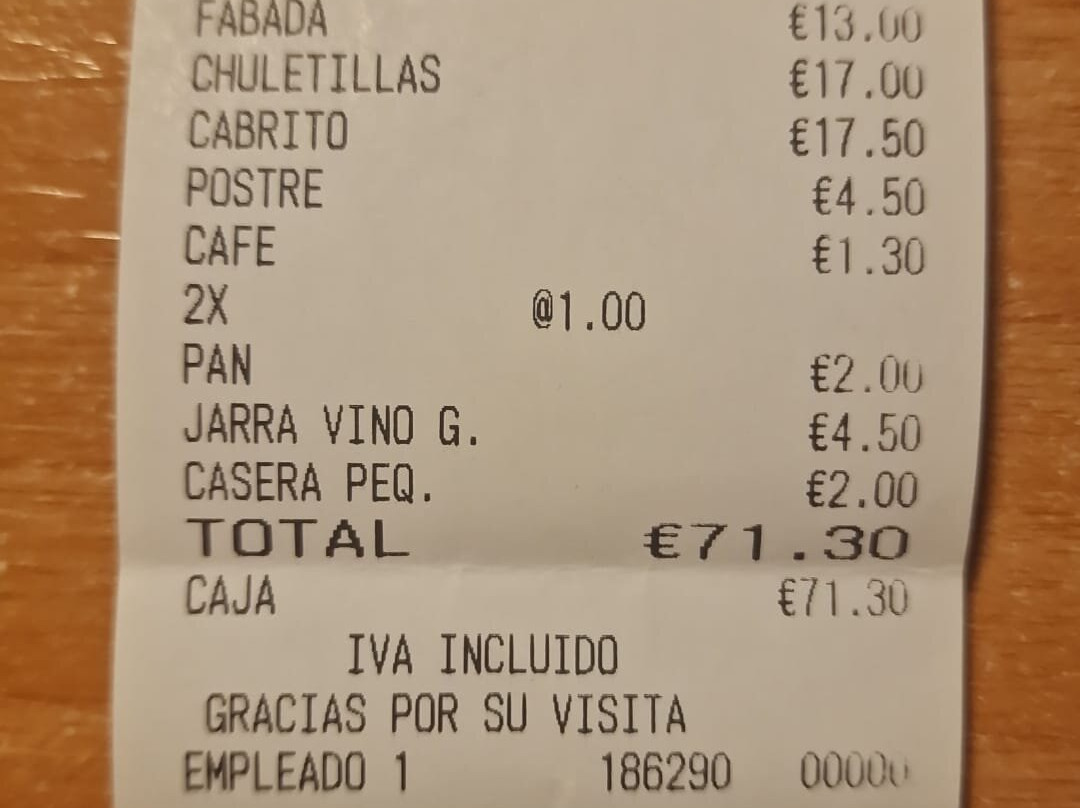 FABADA €13.00
CHULETILLAS €17.00
CABRITO €17.50
POSTRE €4.50
CAFE €1.30
2X @1.00
PAN €2.00
JARRA VINO G. €4.50
CASERA PEQ. €2.00
TOTAL €71.30
CAJA €71.30
IVA INCLUIDO
GRACIAS POR SU VISITA
EMPLEADO 1 186290 00000